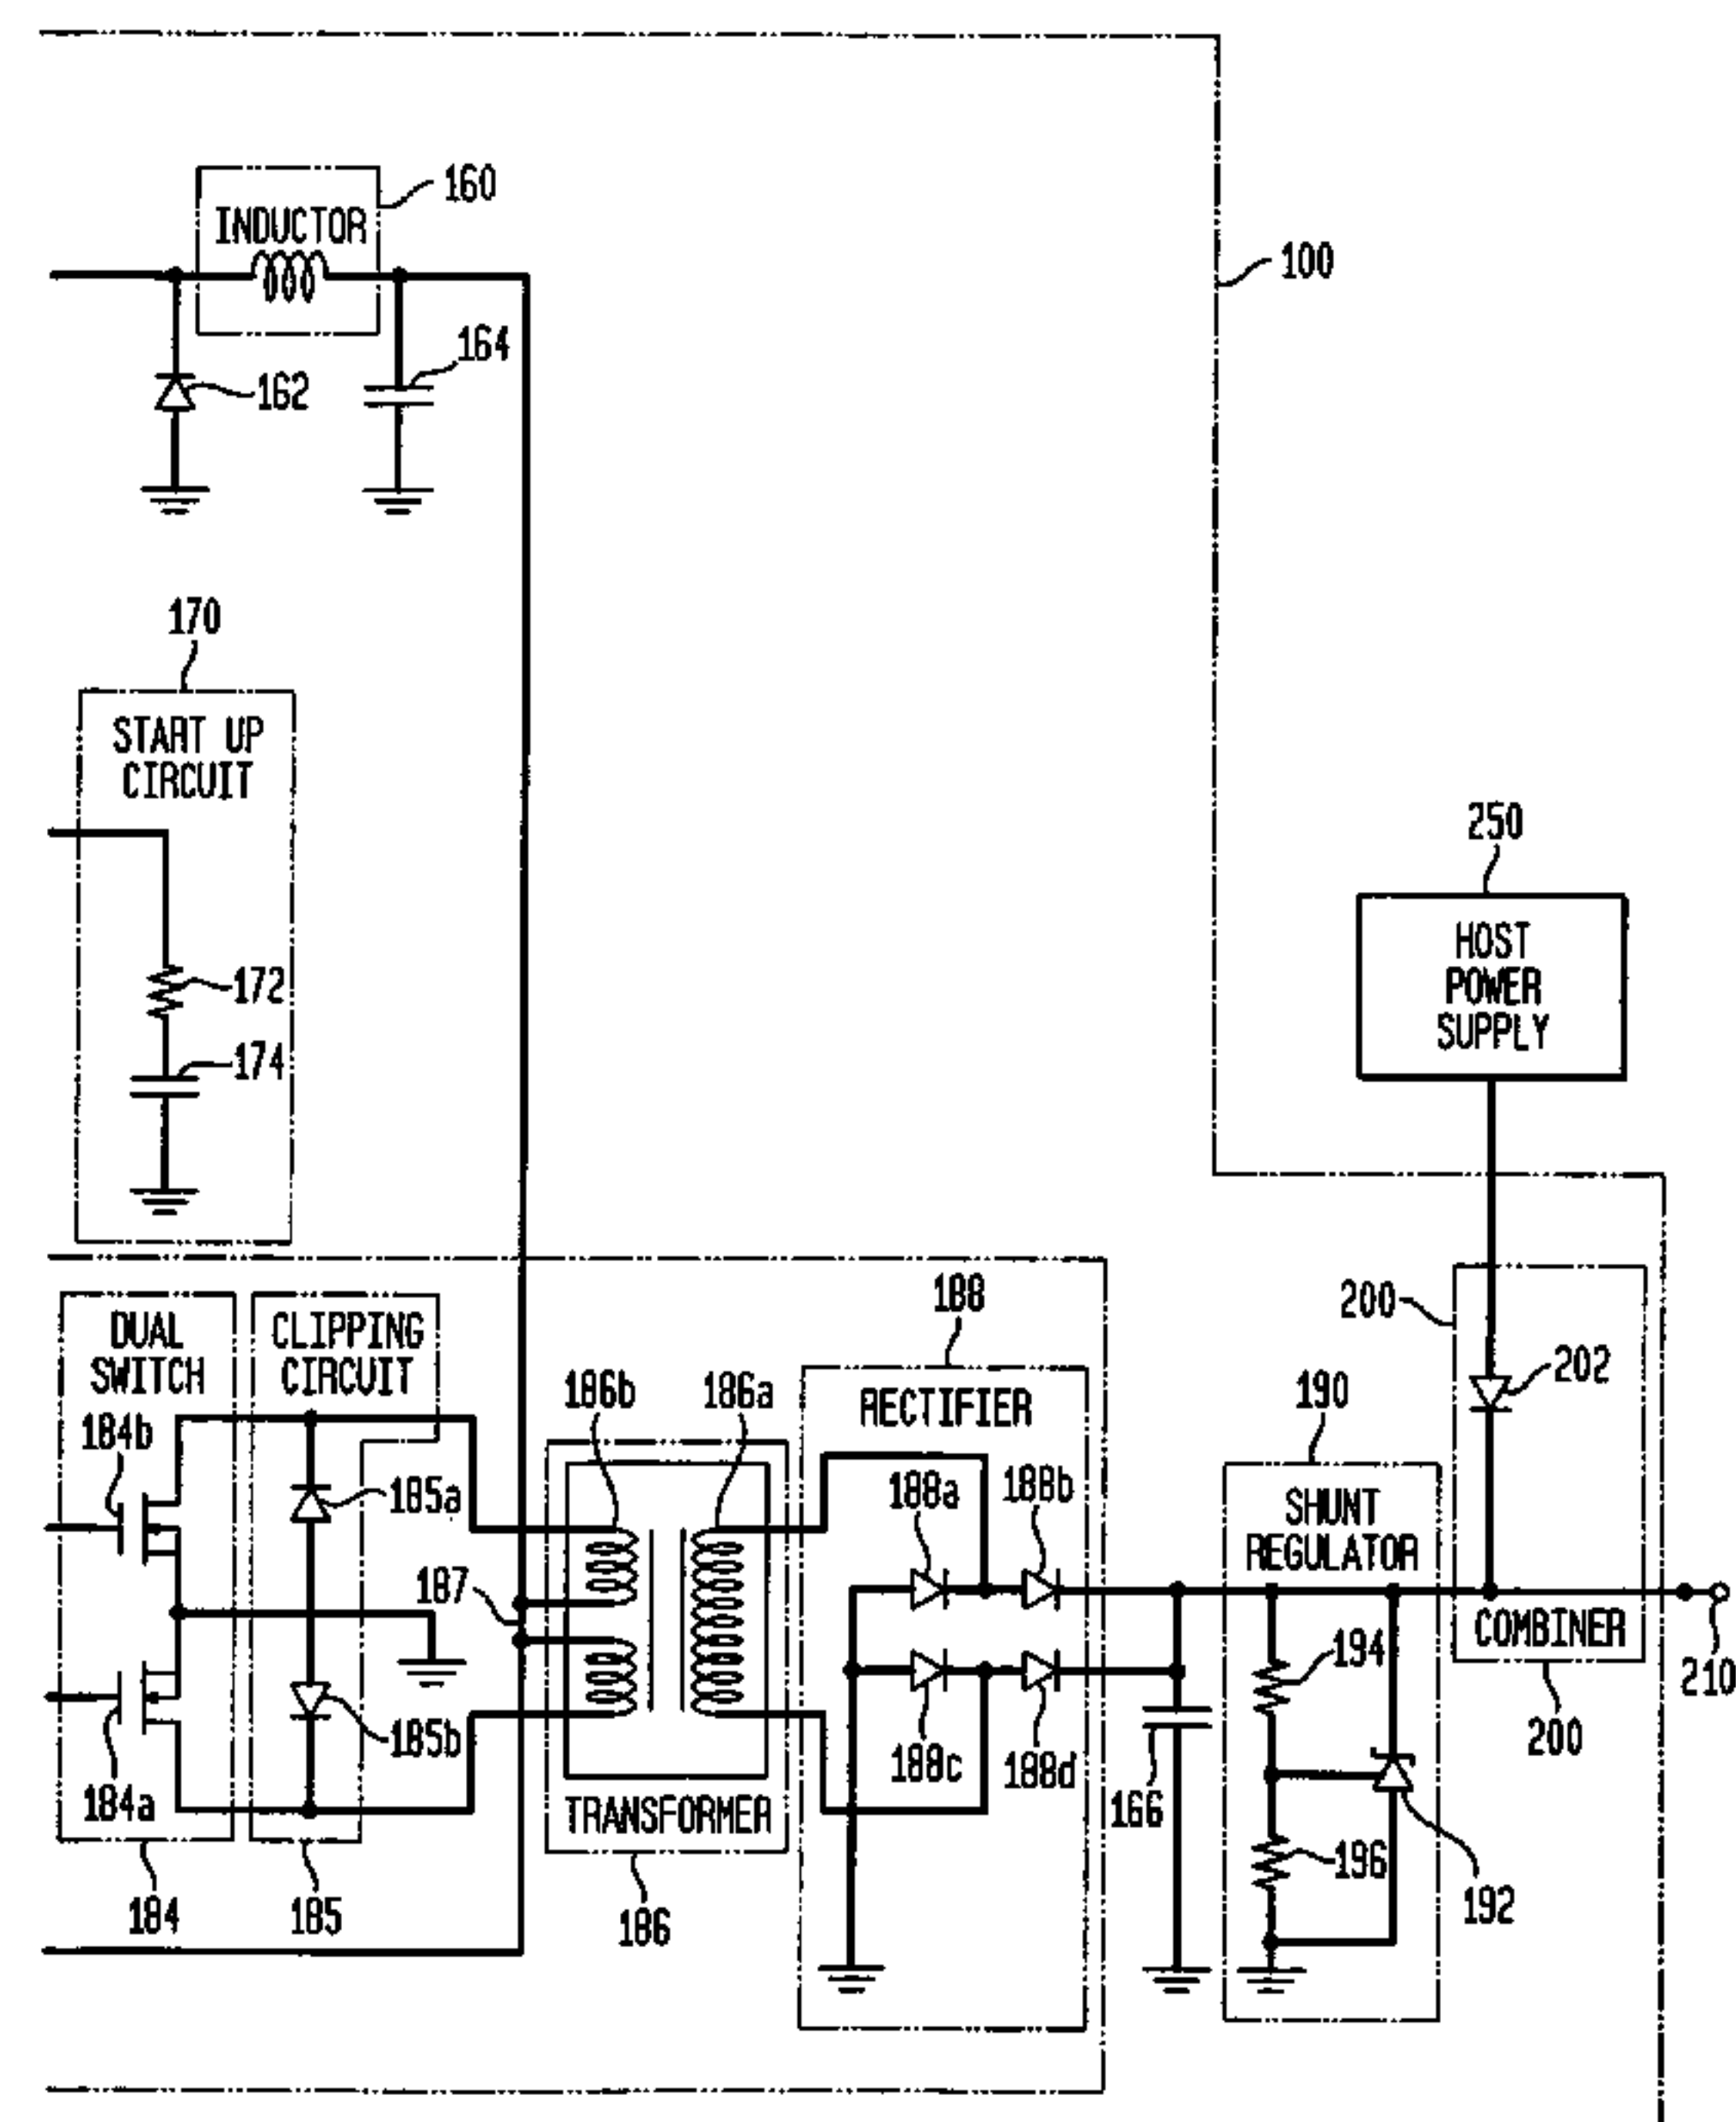 160
INDUCTOR
100
164
162
170
START UP
CIRCUIT
172
174
250
HOST
POWER
SUPPLY
188
200
202
DUAL
SWITCH
CLIPPING
CIRCUIT
186b
186a
RECTIFIER
190
184b
185a
188a
188b
SHUNT
REGULATOR
187
COMBINER
194
210
185b
188c
188d
200
184a
TRANSFORMER
166
196
192
184
185
186